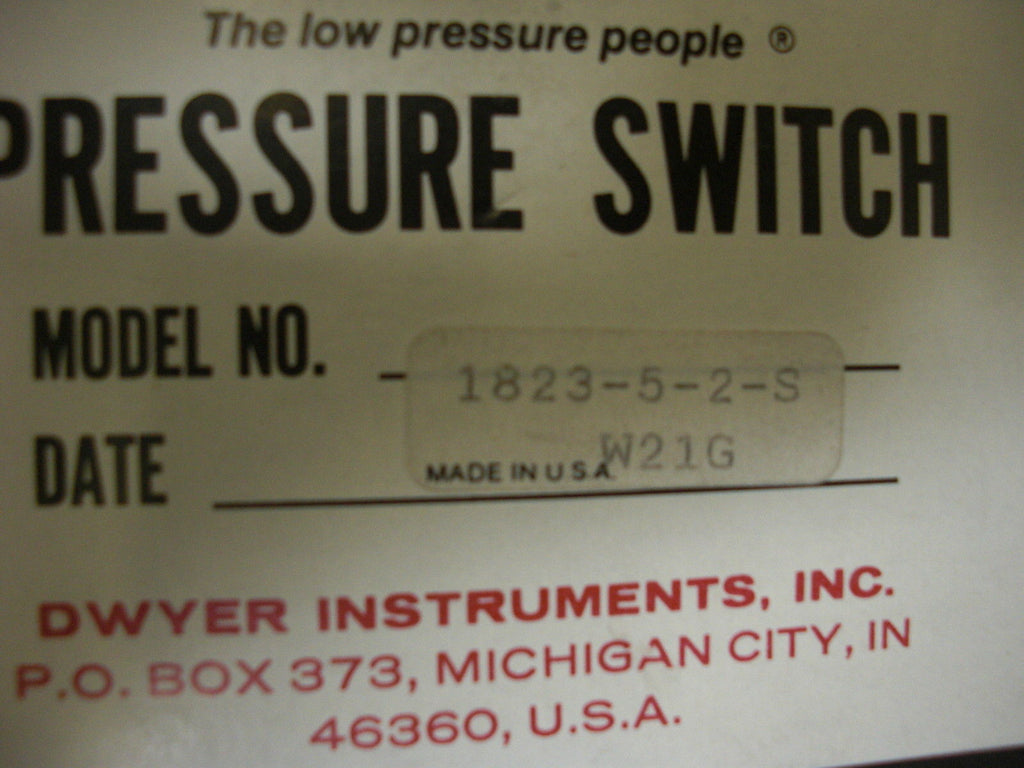 The low pressure people ®
PRESSURE SWITCH
MODEL NO. 1823-5-2-S
DATE W21G
MADE IN U.S.A.
DWYER INSTRUMENTS, INC.
P.O. BOX 373, MICHIGAN CITY, IN
46360, U.S.A.